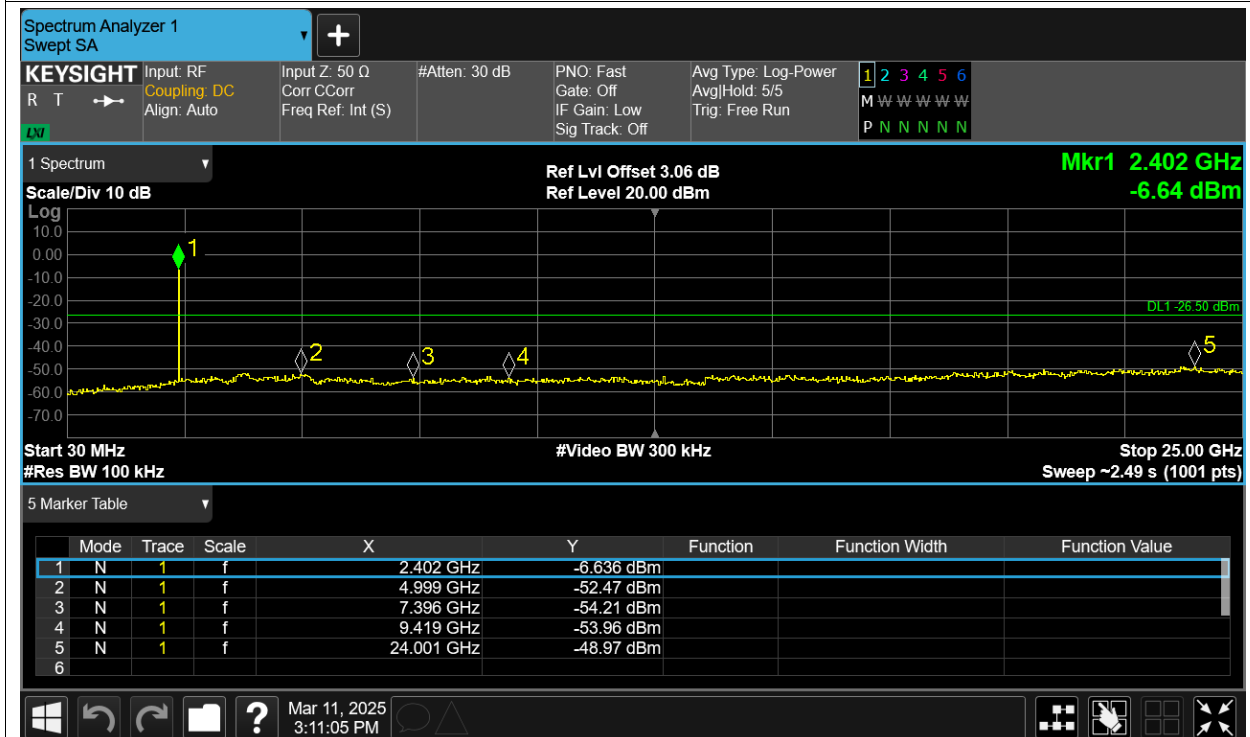 Spectrum Analyzer 1
Swept SA
KEYSIGHT
R T
LXI
Input: RF
Coupling: DC
Align: Auto
Input Z: 50 Ω
Corr CCorr
Freq Ref: Int (S)
#Atten: 30 dB
PNO: Fast
Gate: Off
IF Gain: Low
Sig Track: Off
Avg Type: Log-Power
Avg|Hold: 5/5
Trig: Free Run
1 2 3 4 5 6
M W W W W W
P N N N N N
1 Spectrum
Scale/Div 10 dB
Ref Lvl Offset 3.06 dB
Ref Level 20.00 dBm
Mkr1 2.402 GHz
-6.64 dBm
Log
10.0
0.00
-10.0
-20.0
-30.0
-40.0
-50.0
-60.0
-70.0
1
2
3
4
5
DL1 -26.50 dBm
Start 30 MHz
#Video BW 300 kHz
Stop 25.00 GHz
#Res BW 100 kHz
Sweep ~2.49 s (1001 pts)
5 Marker Table
Mode Trace Scale X Y Function Function Width Function Value
1 N 1 f 2.402 GHz -6.636 dBm
2 N 1 f 4.999 GHz -52.47 dBm
3 N 1 f 7.396 GHz -54.21 dBm
4 N 1 f 9.419 GHz -53.96 dBm
5 N 1 f 24.001 GHz -48.97 dBm
6
?
Mar 11, 2025
3:11:05 PM